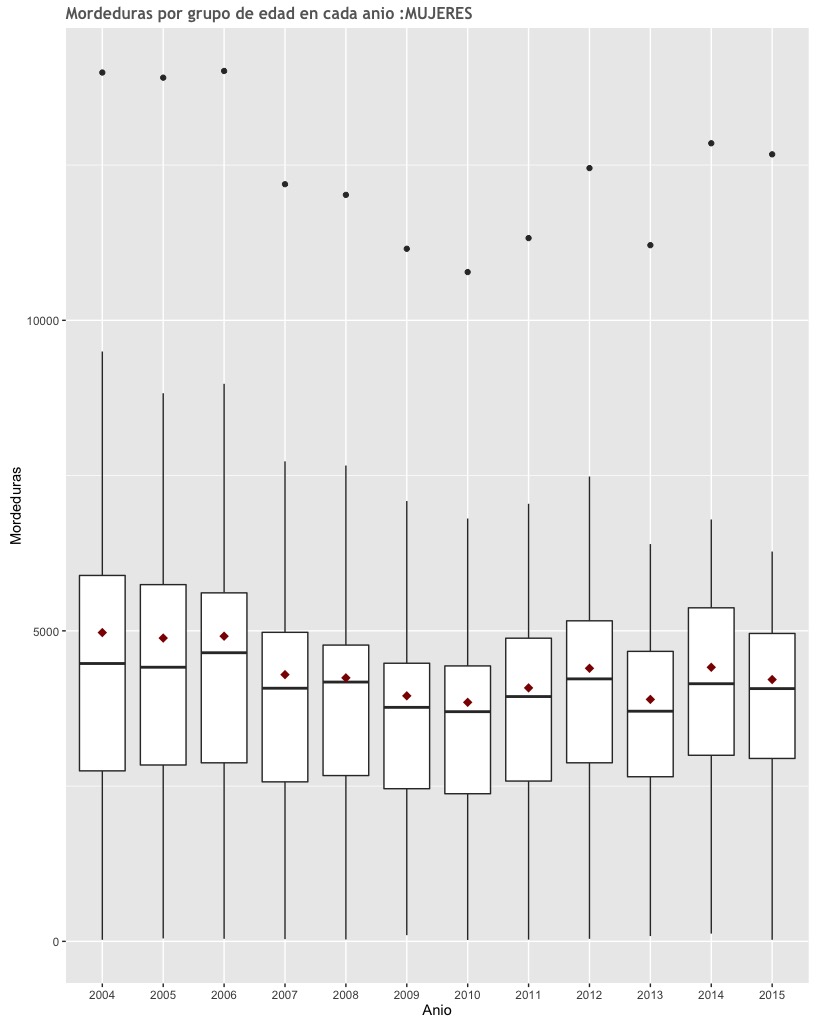 Mordeduras por grupo de edad en cada anio :MUJERES
Mordeduras
10000
5000
0
2004 2005 2006 2007 2008 2009 2010 2011 2012 2013 2014 2015
Anio